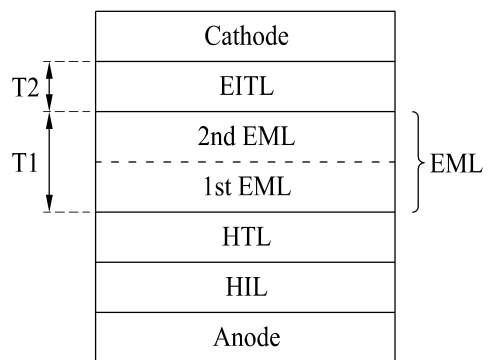 Cathode
T2
EITL
2nd EML
T1
EML
1st EML
HTL
HIL
Anode